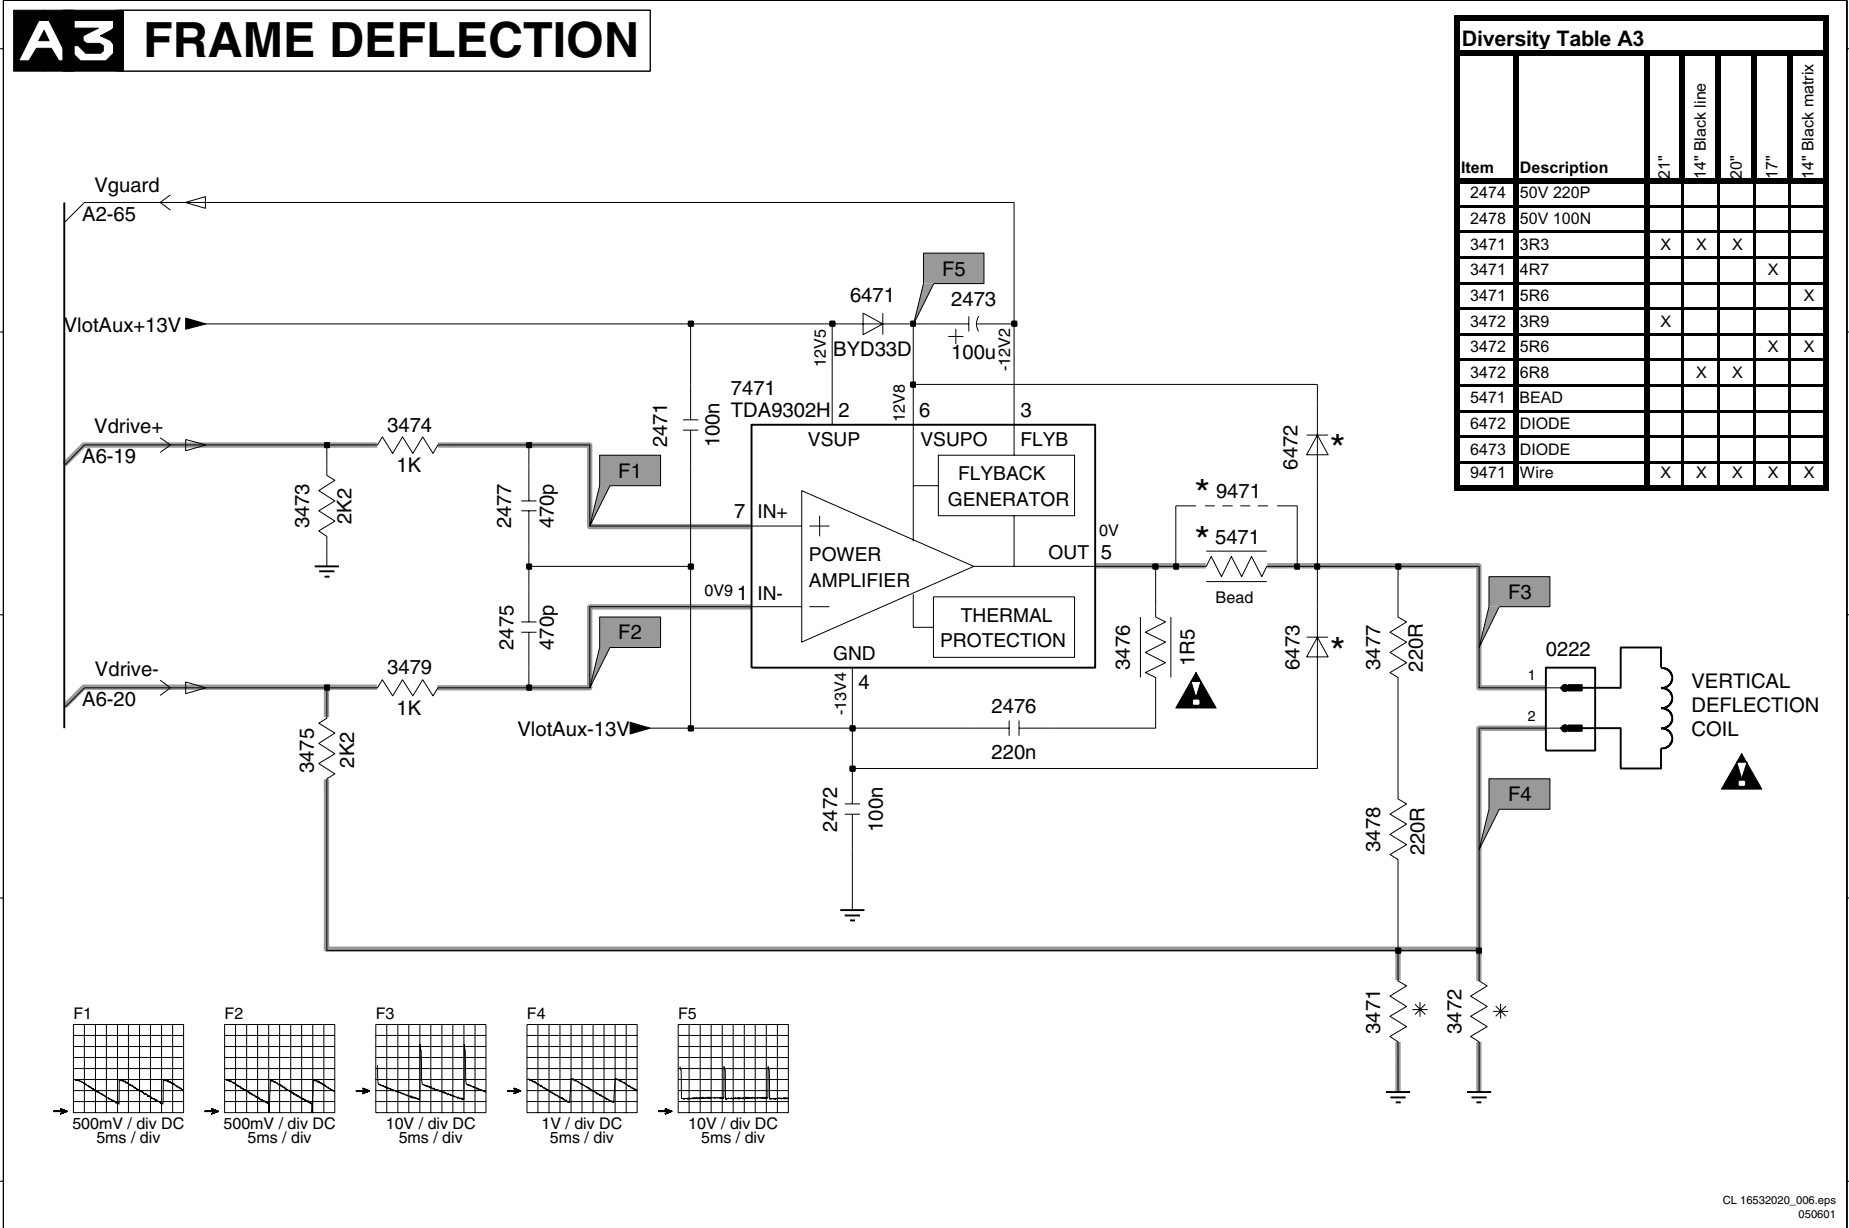 A3 FRAME DEFLECTION
Diversity Table A3
Item Description 21" 14" Black line 20" 17" 14" Black matrix
2474 50V 220P
2478 50V 100N
3471 3R3 X X X
3471 4R7 X
3471 5R6 X
3472 3R9 X
3472 5R6 X X
3472 6R8 X X
5471 BEAD
6472 DIODE
6473 DIODE
9471 Wire X X X X X
Vguard
A2-65
VlotAux+13V
Vdrive+
A6-19
Vdrive-
A6-20
3474
1K
3473
2K2
3479
1K
3475
2K2
2477
470p
2475
470p
F1
F2
2471
100n
VlotAux-13V
6471
BYD33D
F5
2473
+
100u
12V5
12V8
-12V2
7471
TDA9302H
2
6
3
VSUP
VSUPO
FLYB
FLYBACK
GENERATOR
7 IN+
+
POWER
AMPLIFIER
0V9 1 IN-
−
THERMAL
PROTECTION
OUT
0V
5
GND
-13V4
4
2476
220n
2472
100n
3476
1R5
* 9471
* 5471
Bead
6472
*
6473
*
3477
220R
3478
220R
F3
F4
0222
1
2
VERTICAL
DEFLECTION
COIL
3471
*
3472
*
F1
500mV / div DC
5ms / div
F2
500mV / div DC
5ms / div
F3
10V / div DC
5ms / div
F4
1V / div DC
5ms / div
F5
10V / div DC
5ms / div
CL 16532020_006.eps
050601